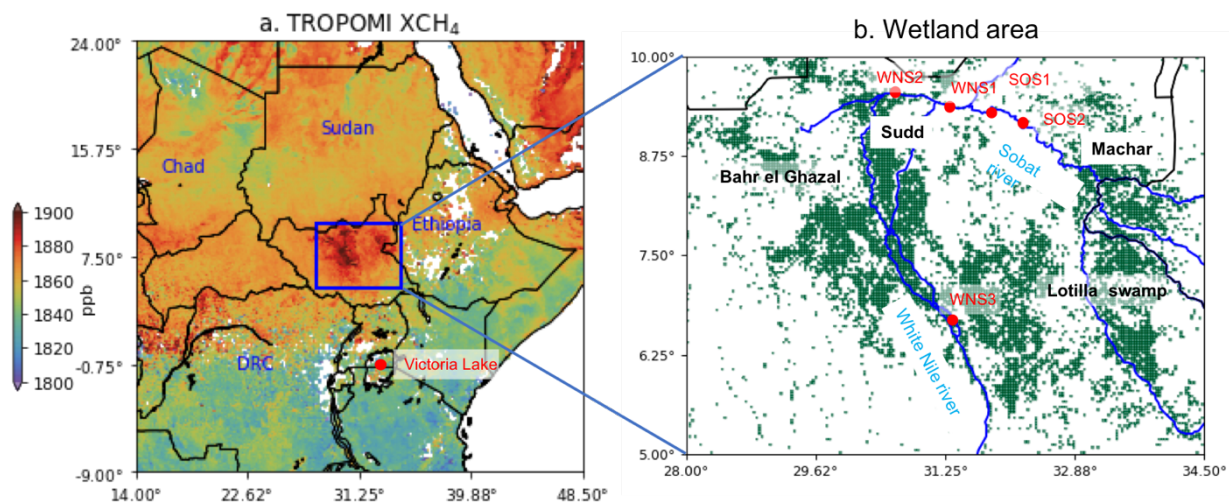 a. TROPOMI XCH4
24.00°
15.75°
7.50°
-0.75°
-9.00°
14.00°
22.62°
31.25°
39.88°
48.50°
Sudan
Chad
Ethiopia
DRC
Victoria Lake
1900
1880
1860
1840
1820
1800
ppb
b. Wetland area
10.00°
8.75°
7.50°
6.25°
5.00°
28.00°
29.62°
31.25°
32.88°
34.50°
WNS2
WNS1
SOS1
SOS2
Sudd
Machar
Sobat
river
Bahr el Ghazal
Lotilla swamp
WNS3
White Nile river